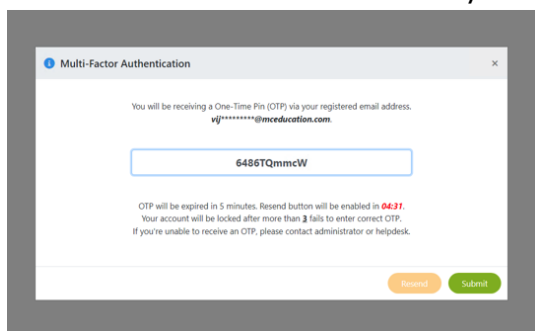 Multi-Factor Authentication
You will be receiving a One-Time Pin (OTP) via your registered email address.
vij*********@mceducation.com.
6486TQmmcW
OTP will be expired in 5 minutes. Resend button will be enabled in 04:31.
Your account will be locked after more than 3 fails to enter correct OTP.
If you're unable to receive an OTP, please contact administrator or helpdesk.
Resend Submit